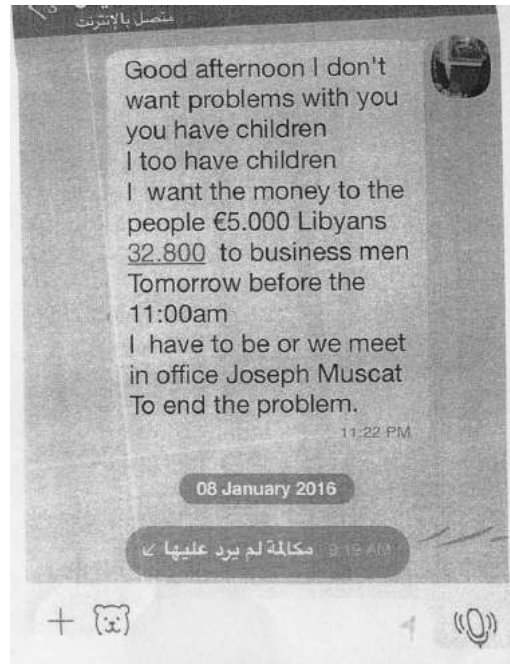 متصل بالإنترنت
Good afternoon I don't
want problems with you
you have children
I too have children
I want the money to the
people €5.000 Libyans
32.800 to business men
Tomorrow before the
11:00am
I have to be or we meet
in office Joseph Muscat
To end the problem.
11:22 PM
08 January 2016
مكالمة لم يرد عليها 9:19 AM